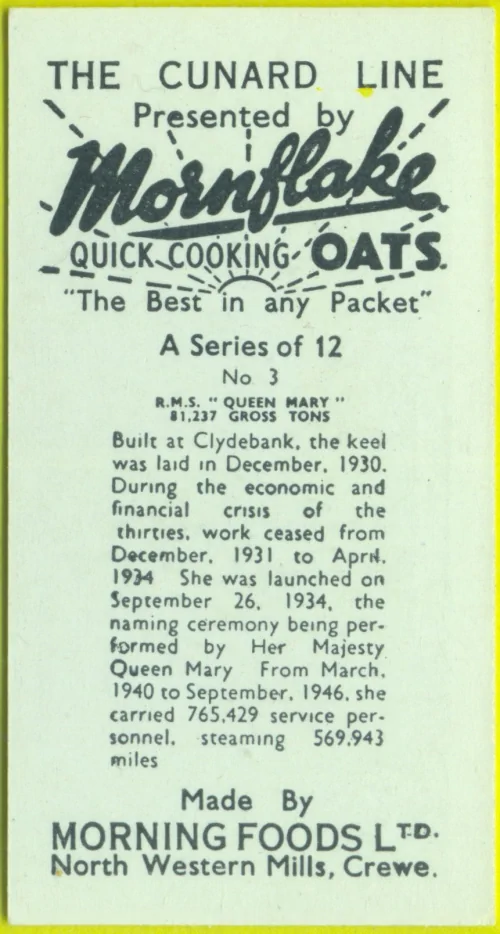 THE CUNARD LINE
Presented by
Mornflake
QUICK COOKING OATS.
"The Best in any Packet"
A Series of 12
No 3
R.M.S. "QUEEN MARY"
81,237 GROSS TONS
Built at Clydebank, the keel
was laid in December, 1930.
During the economic and
financial crisis of the
thirties, work ceased from
December, 1931 to April,
1934 She was launched on
September 26, 1934, the
naming ceremony being per-
formed by Her Majesty
Queen Mary From March,
1940 to September, 1946, she
carried 765,429 service per-
sonnel, steaming 569,943
miles
Made By
MORNING FOODS LTD.
North Western Mills, Crewe.